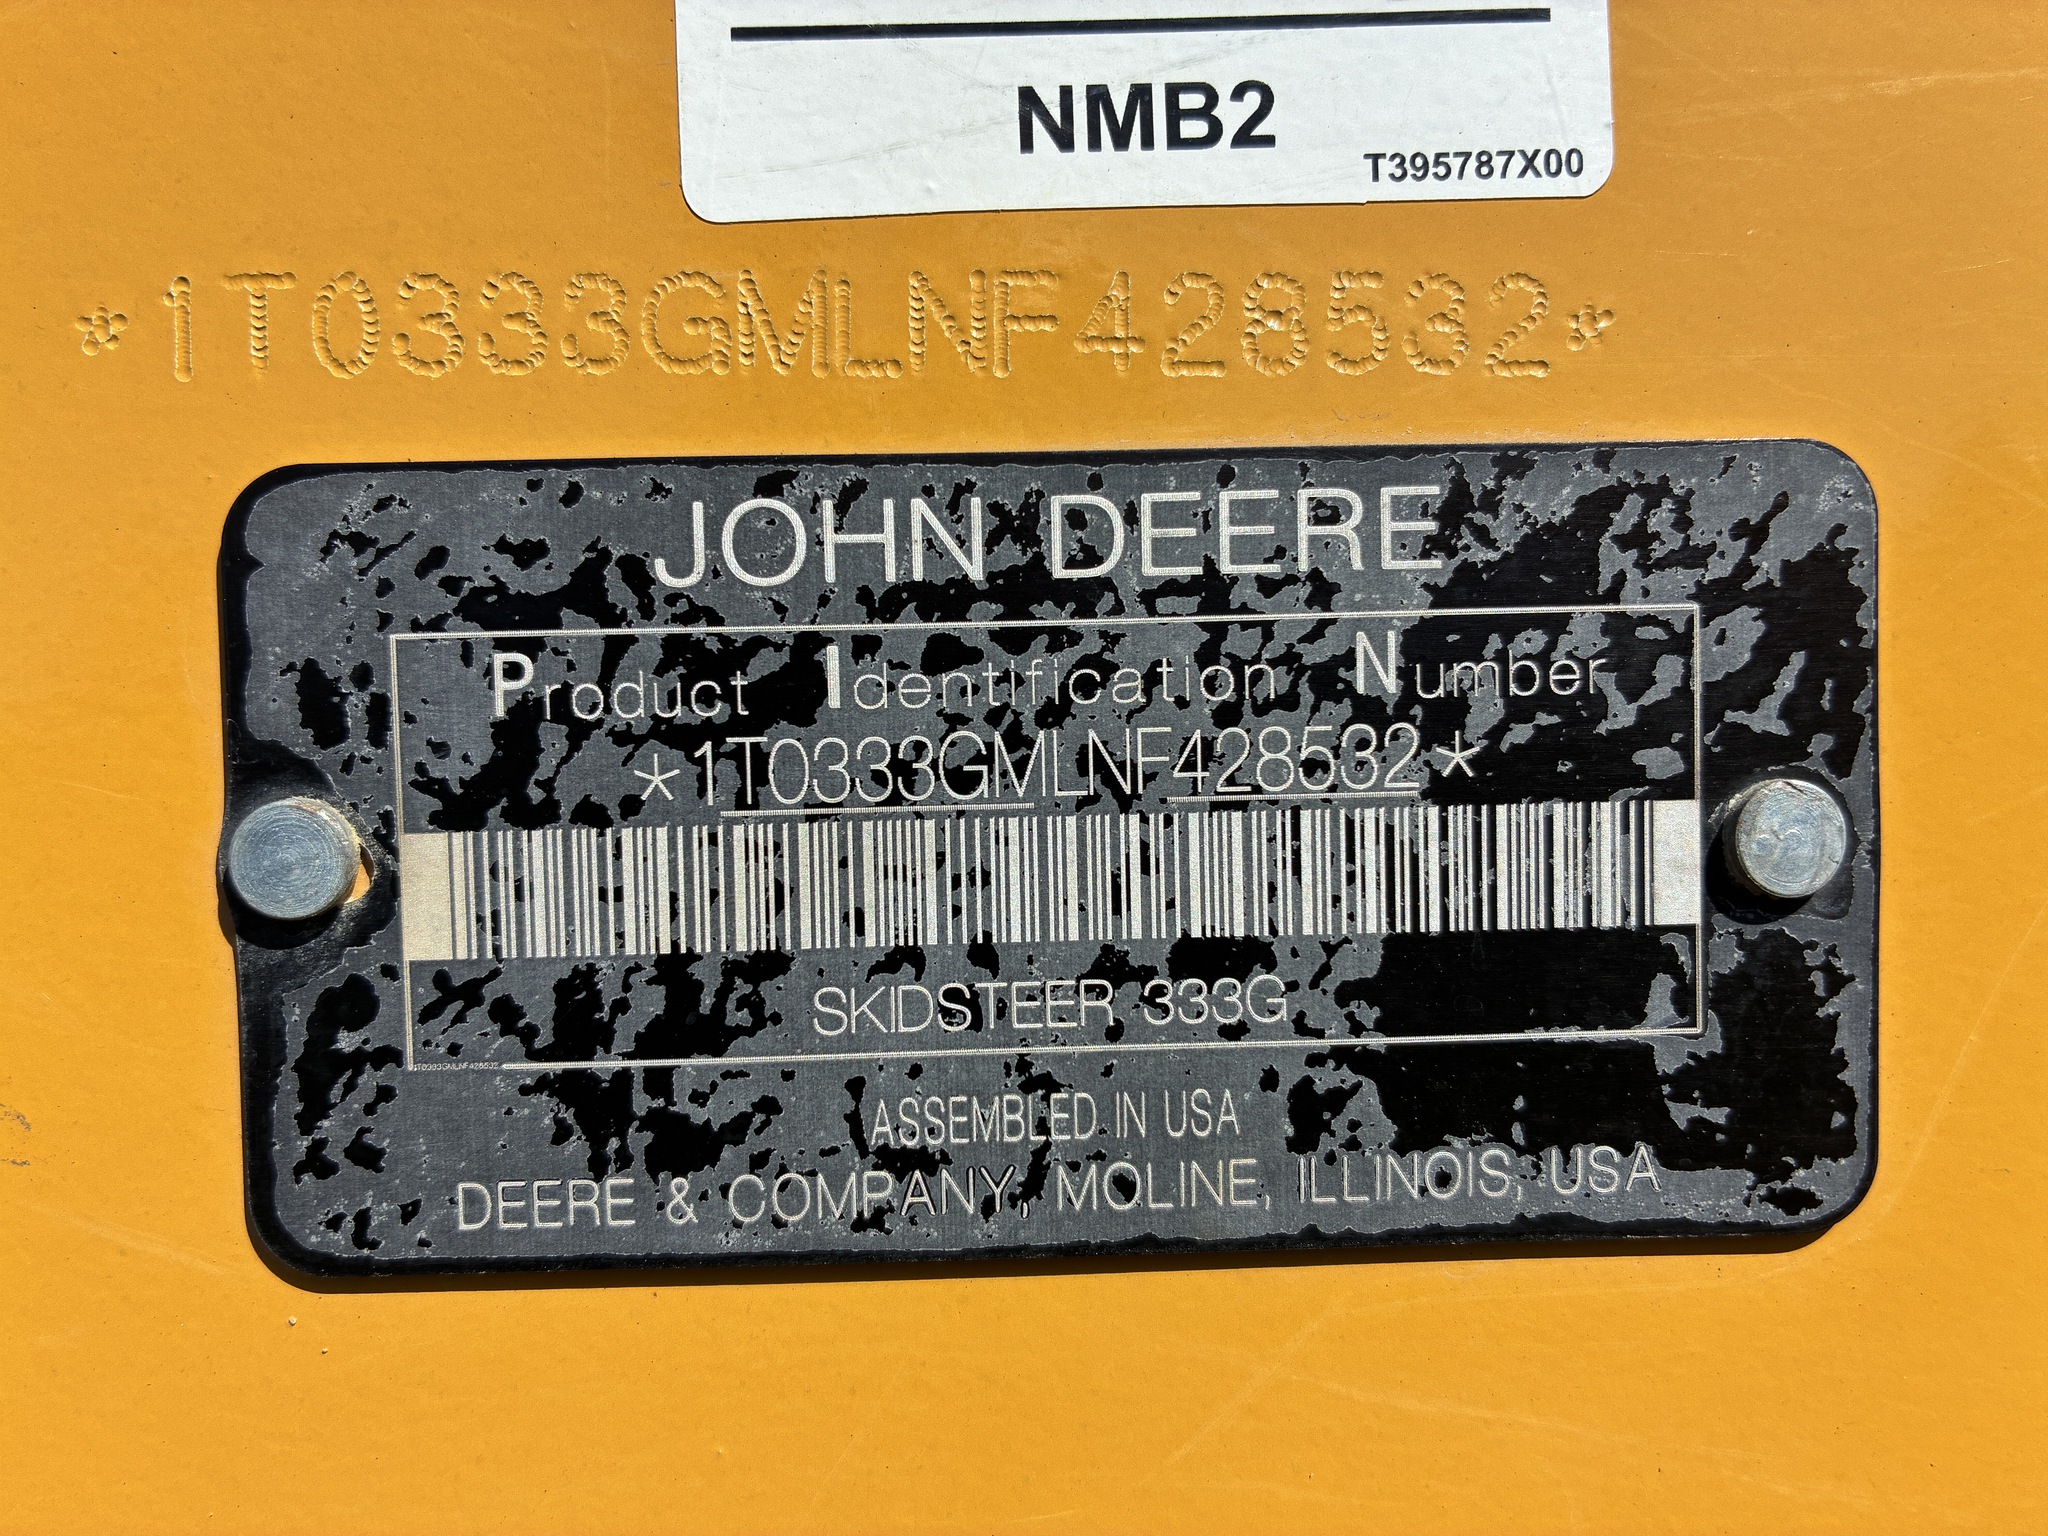 NMB2
T395787X00
*1T0333GMLNF428532*
JOHN DEERE
Product Identification Number
*1T0333GMLNF428532*
SKIDSTEER 333G
1T0333GMLNF428532
ASSEMBLED IN USA
DEERE & COMPANY, MOLINE, ILLINOIS, USA